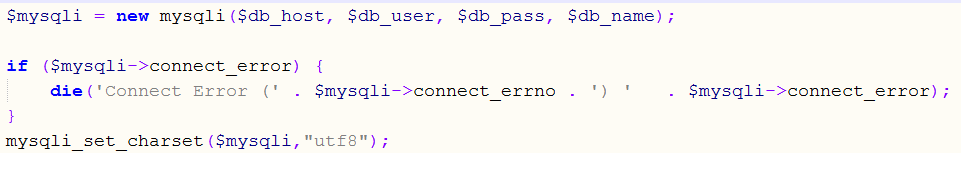 $mysqli = new mysqli($db_host, $db_user, $db_pass, $db_name);
if ($mysqli->connect_error) {
die('Connect Error (' . $mysqli->connect_errno . ') '   . $mysqli->connect_error);
}
mysqli_set_charset($mysqli,"utf8");